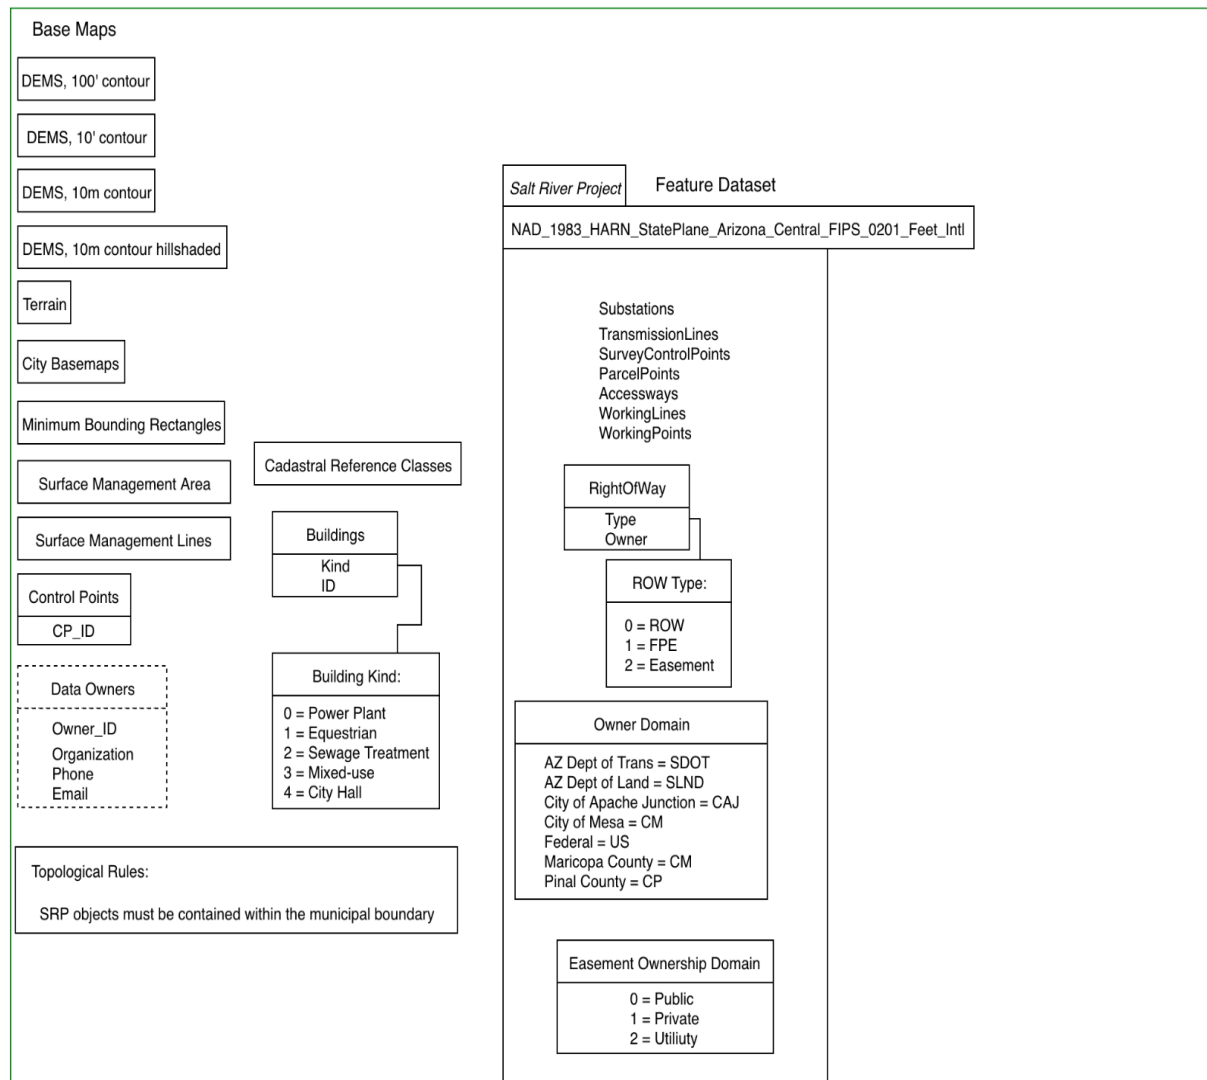 Base Maps
DEMS, 100' contour
DEMS, 10' contour
DEMS, 10m contour
DEMS, 10m contour hillshaded
Terrain
City Basemaps
Minimum Bounding Rectangles
Surface Management Area
Surface Management Lines
Control Points
CP_ID
Data Owners
Owner_ID
Organization
Phone
Email
Cadastral Reference Classes
Buildings
Kind
ID
Building Kind:
0 = Power Plant
1 = Equestrian
2 = Sewage Treatment
3 = Mixed-use
4 = City Hall
Topological Rules:
SRP objects must be contained within the municipal boundary
Salt River Project
Feature Dataset
NAD_1983_HARN_StatePlane_Arizona_Central_FIPS_0201_Feet_Intl
Substations
TransmissionLines
SurveyControlPoints
ParcelPoints
Accessways
WorkingLines
WorkingPoints
RightOfWay
Type
Owner
ROW Type:
0 = ROW
1 = FPE
2 = Easement
Owner Domain
AZ Dept of Trans = SDOT
AZ Dept of Land = SLND
City of Apache Junction = CAJ
City of Mesa = CM
Federal = US
Maricopa County = CM
Pinal County = CP
Easement Ownership Domain
0 = Public
1 = Private
2 = Utiliuty